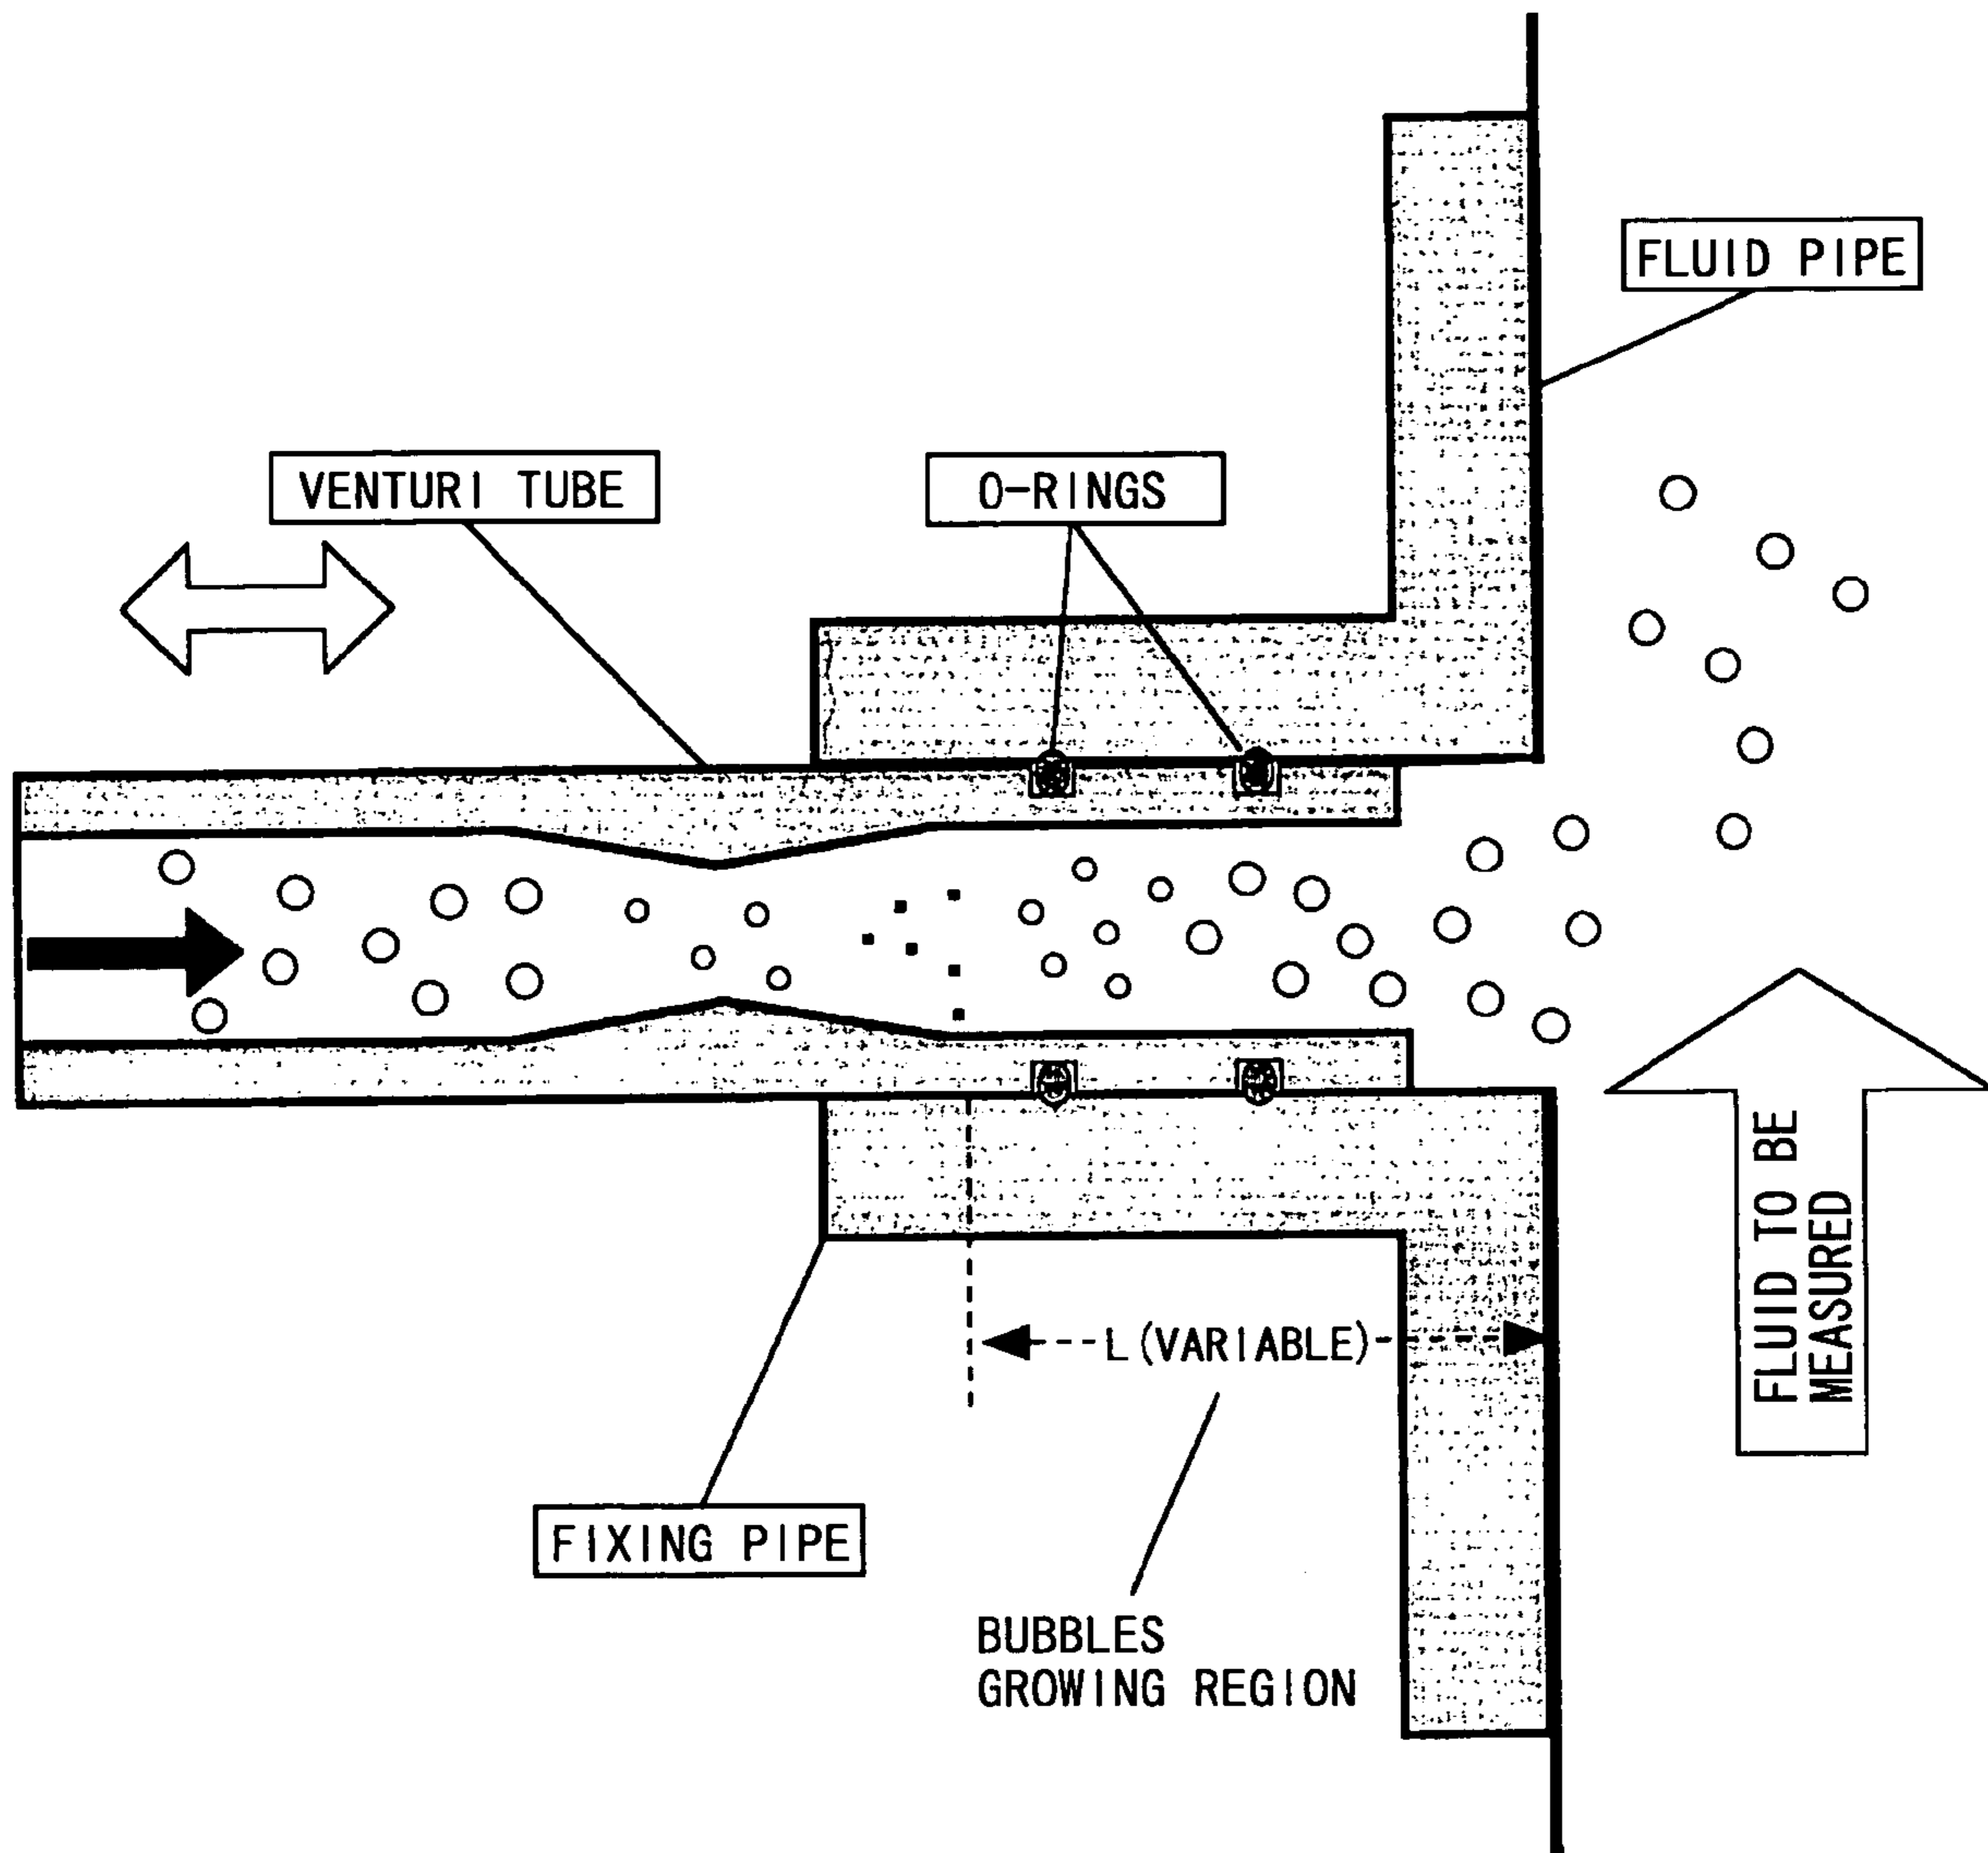 FLUID PIPE
VENTURI TUBE
O-RINGS
FLUID TO BE
MEASURED
L (VARIABLE)
FIXING PIPE
BUBBLES
GROWING REGION